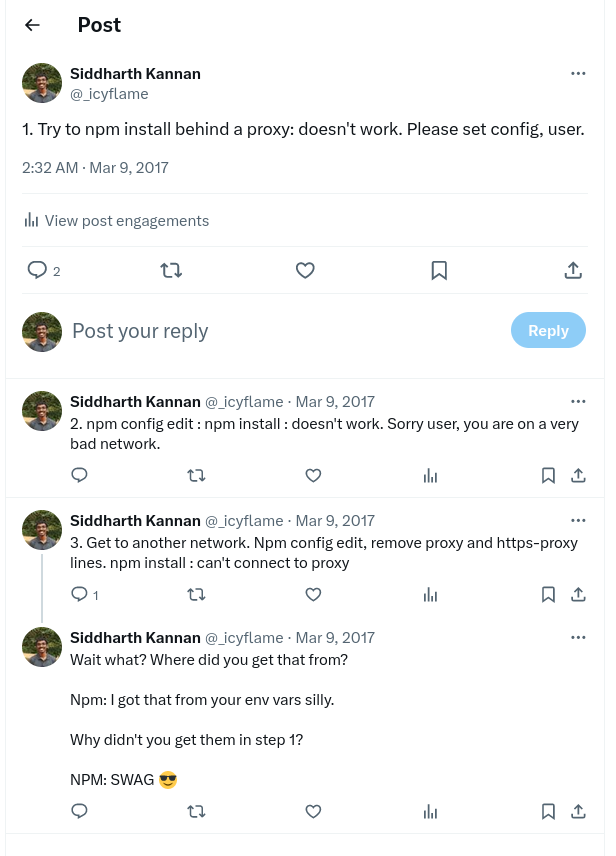 Post
Siddharth Kannan
@_icyflame
1. Try to npm install behind a proxy: doesn't work. Please set config, user.
2:32 AM · Mar 9, 2017
View post engagements
2
Post your reply
Reply
Siddharth Kannan @_icyflame · Mar 9, 2017
2. npm config edit : npm install : doesn't work. Sorry user, you are on a very
bad network.
Siddharth Kannan @_icyflame · Mar 9, 2017
3. Get to another network. Npm config edit, remove proxy and https-proxy
lines. npm install : can't connect to proxy
1
Siddharth Kannan @_icyflame · Mar 9, 2017
Wait what? Where did you get that from?
Npm: I got that from your env vars silly.
Why didn't you get them in step 1?
NPM: SWAG 😎